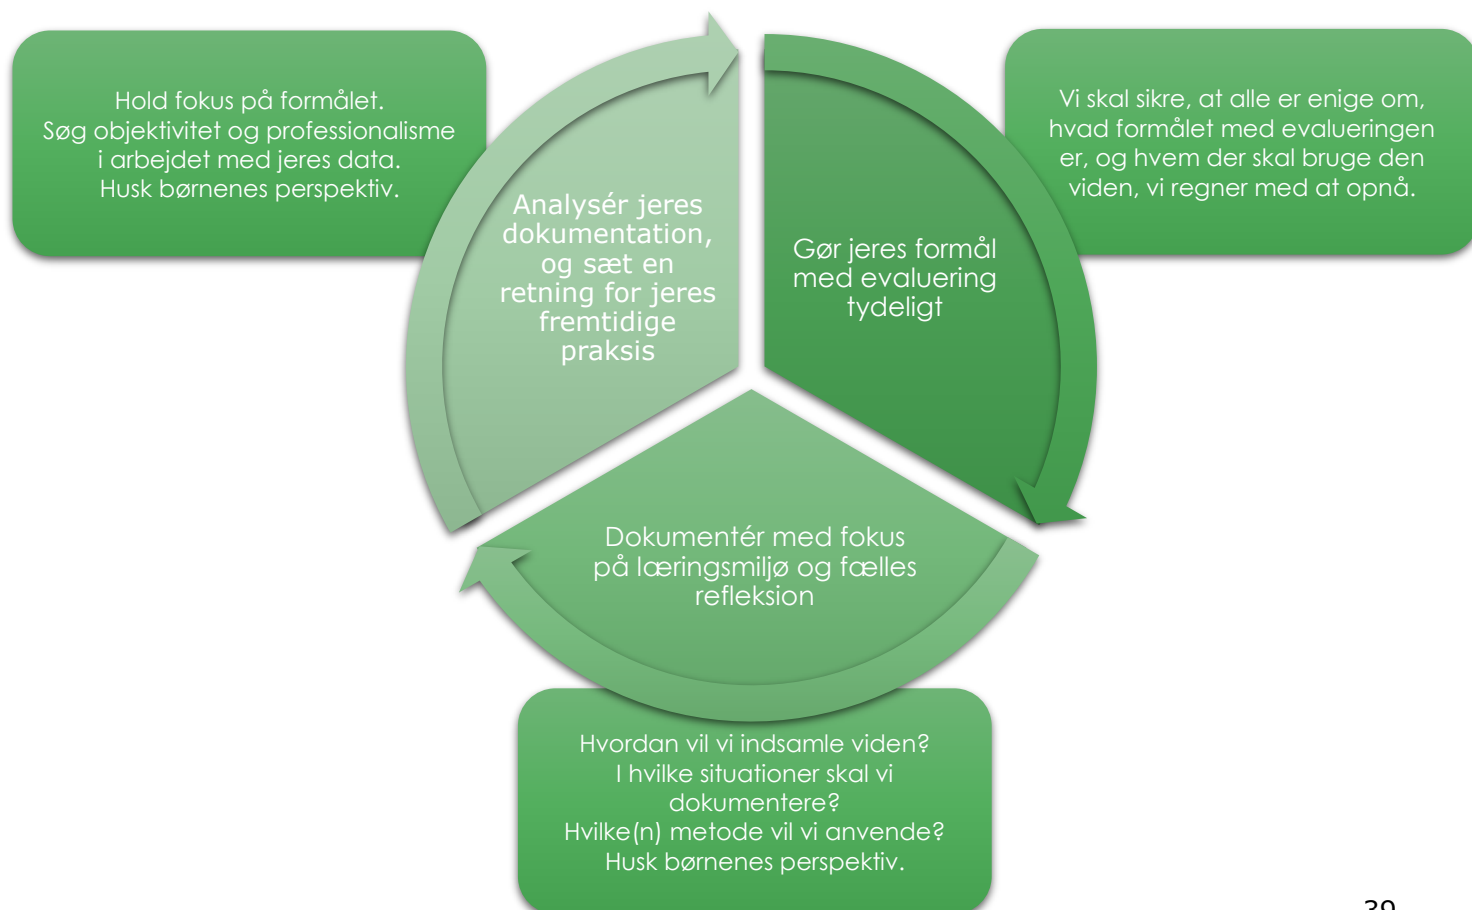 Hold fokus på formålet.
Søg objektivitet og professionalisme
i arbejdet med jeres data.
Husk børnenes perspektiv.
Vi skal sikre, at alle er enige om,
hvad formålet med evalueringen
er, og hvem der skal bruge den
viden, vi regner med at opnå.
Analysér jeres
dokumentation,
og sæt en
retning for jeres
fremtidige
praksis
Gør jeres formål
med evaluering
tydeligt
Dokumentér med fokus
på læringsmiljø og fælles
refleksion
Hvordan vil vi indsamle viden?
I hvilke situationer skal vi
dokumentere?
Hvilke(n) metode vil vi anvende?
Husk børnenes perspektiv.